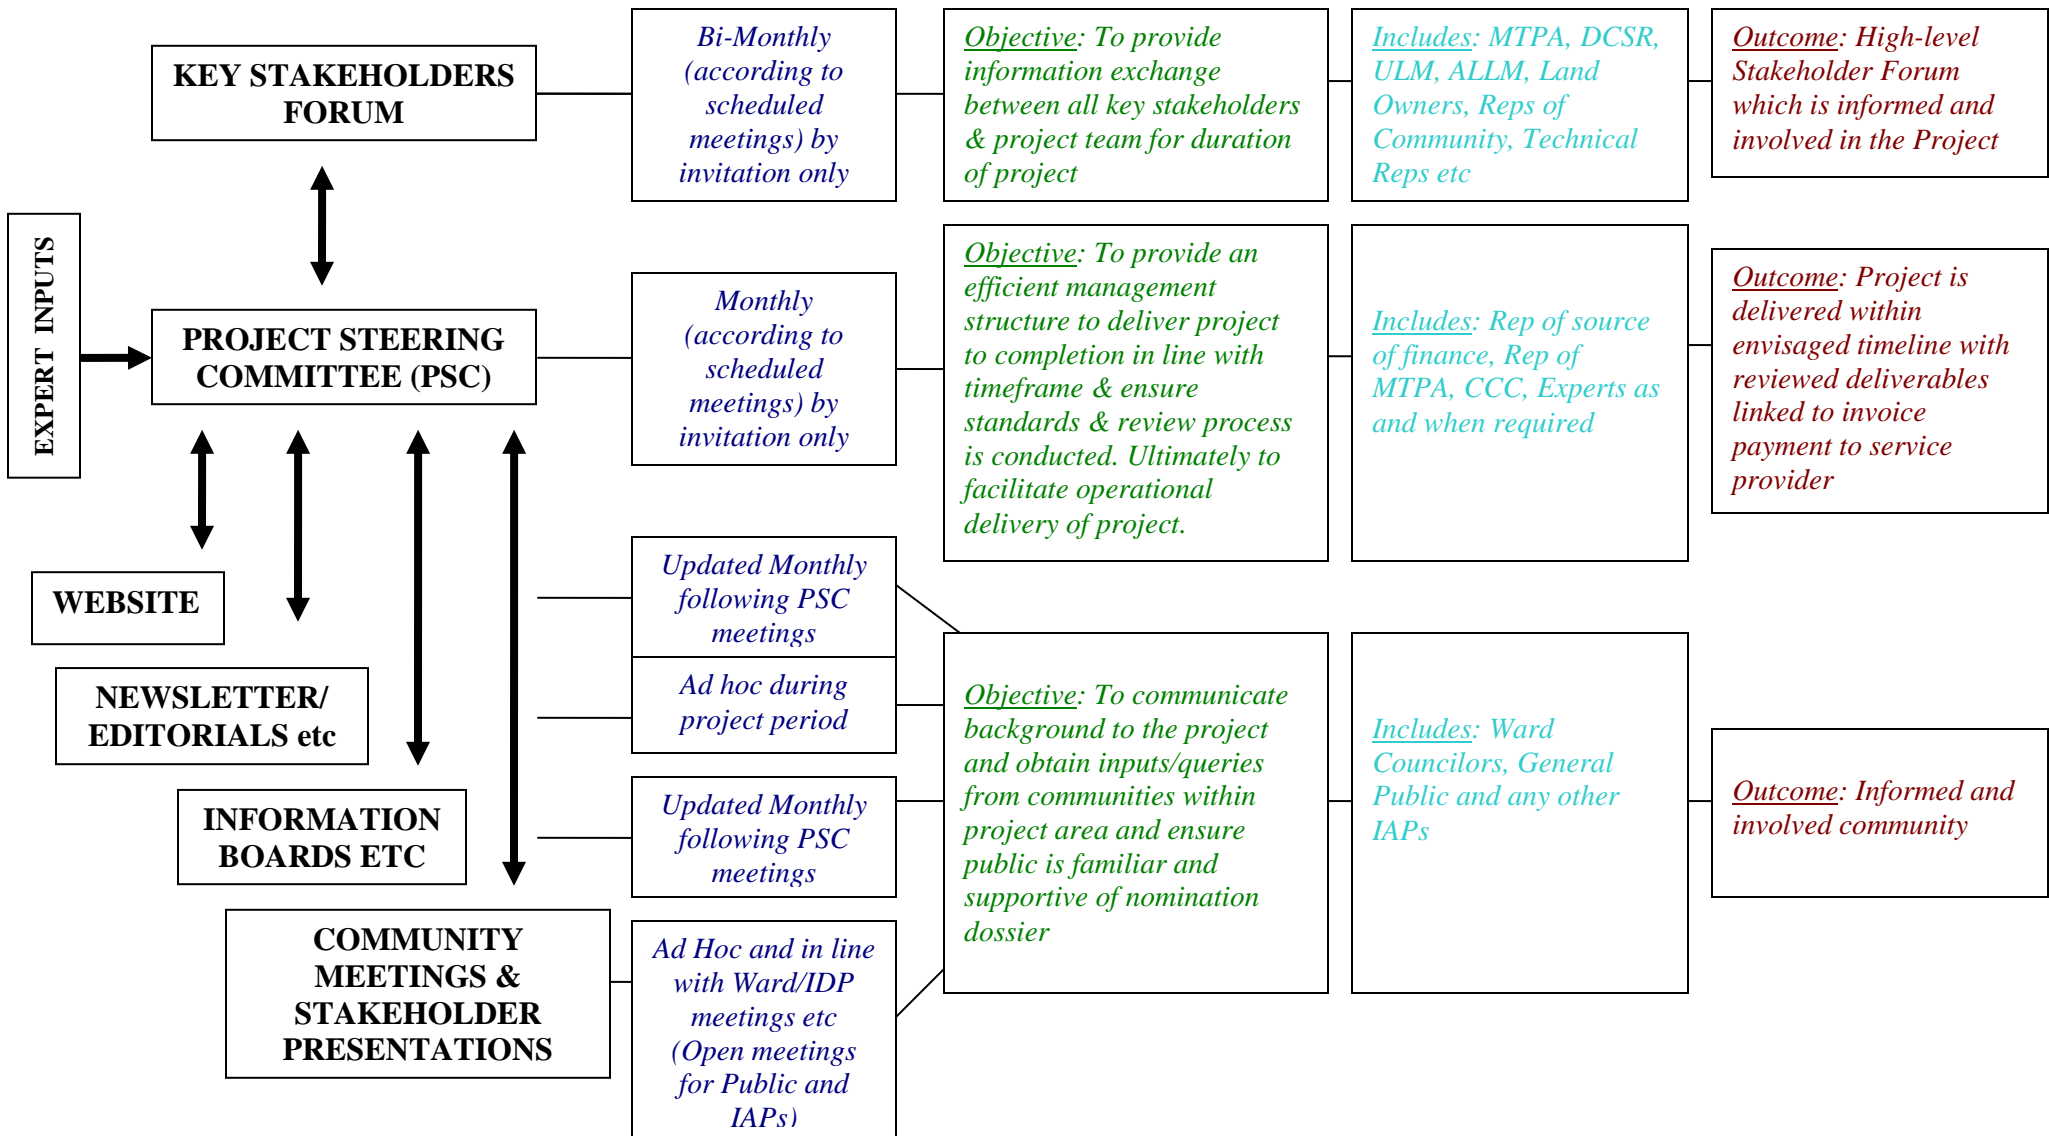 KEY STAKEHOLDERS
FORUM
Bi-Monthly
(according to
scheduled
meetings) by
invitation only
Objective: To provide
information exchange
between all key stakeholders
& project team for duration
of project
Includes: MTPA, DCSR,
ULM, ALLM, Land
Owners, Reps of
Community, Technical
Reps etc
Outcome: High-level
Stakeholder Forum
which is informed and
involved in the Project
EXPERT INPUTS
PROJECT STEERING
COMMITTEE (PSC)
Monthly
(according to
scheduled
meetings) by
invitation only
Objective: To provide an
efficient management
structure to deliver project
to completion in line with
timeframe & ensure
standards & review process
is conducted. Ultimately to
facilitate operational
delivery of project.
Includes: Rep of source
of finance, Rep of
MTPA, CCC, Experts as
and when required
Outcome: Project is
delivered within
envisaged timeline with
reviewed deliverables
linked to invoice
payment to service
provider
WEBSITE
Updated Monthly
following PSC
meetings
NEWSLETTER/
EDITORIALS etc
Ad hoc during
project period
INFORMATION
BOARDS ETC
Updated Monthly
following PSC
meetings
COMMUNITY
MEETINGS &
STAKEHOLDER
PRESENTATIONS
Ad Hoc and in line
with Ward/IDP
meetings etc
(Open meetings
for Public and
IAPs)
Objective: To communicate
background to the project
and obtain inputs/queries
from communities within
project area and ensure
public is familiar and
supportive of nomination
dossier
Includes: Ward
Councilors, General
Public and any other
IAPs
Outcome: Informed and
involved community